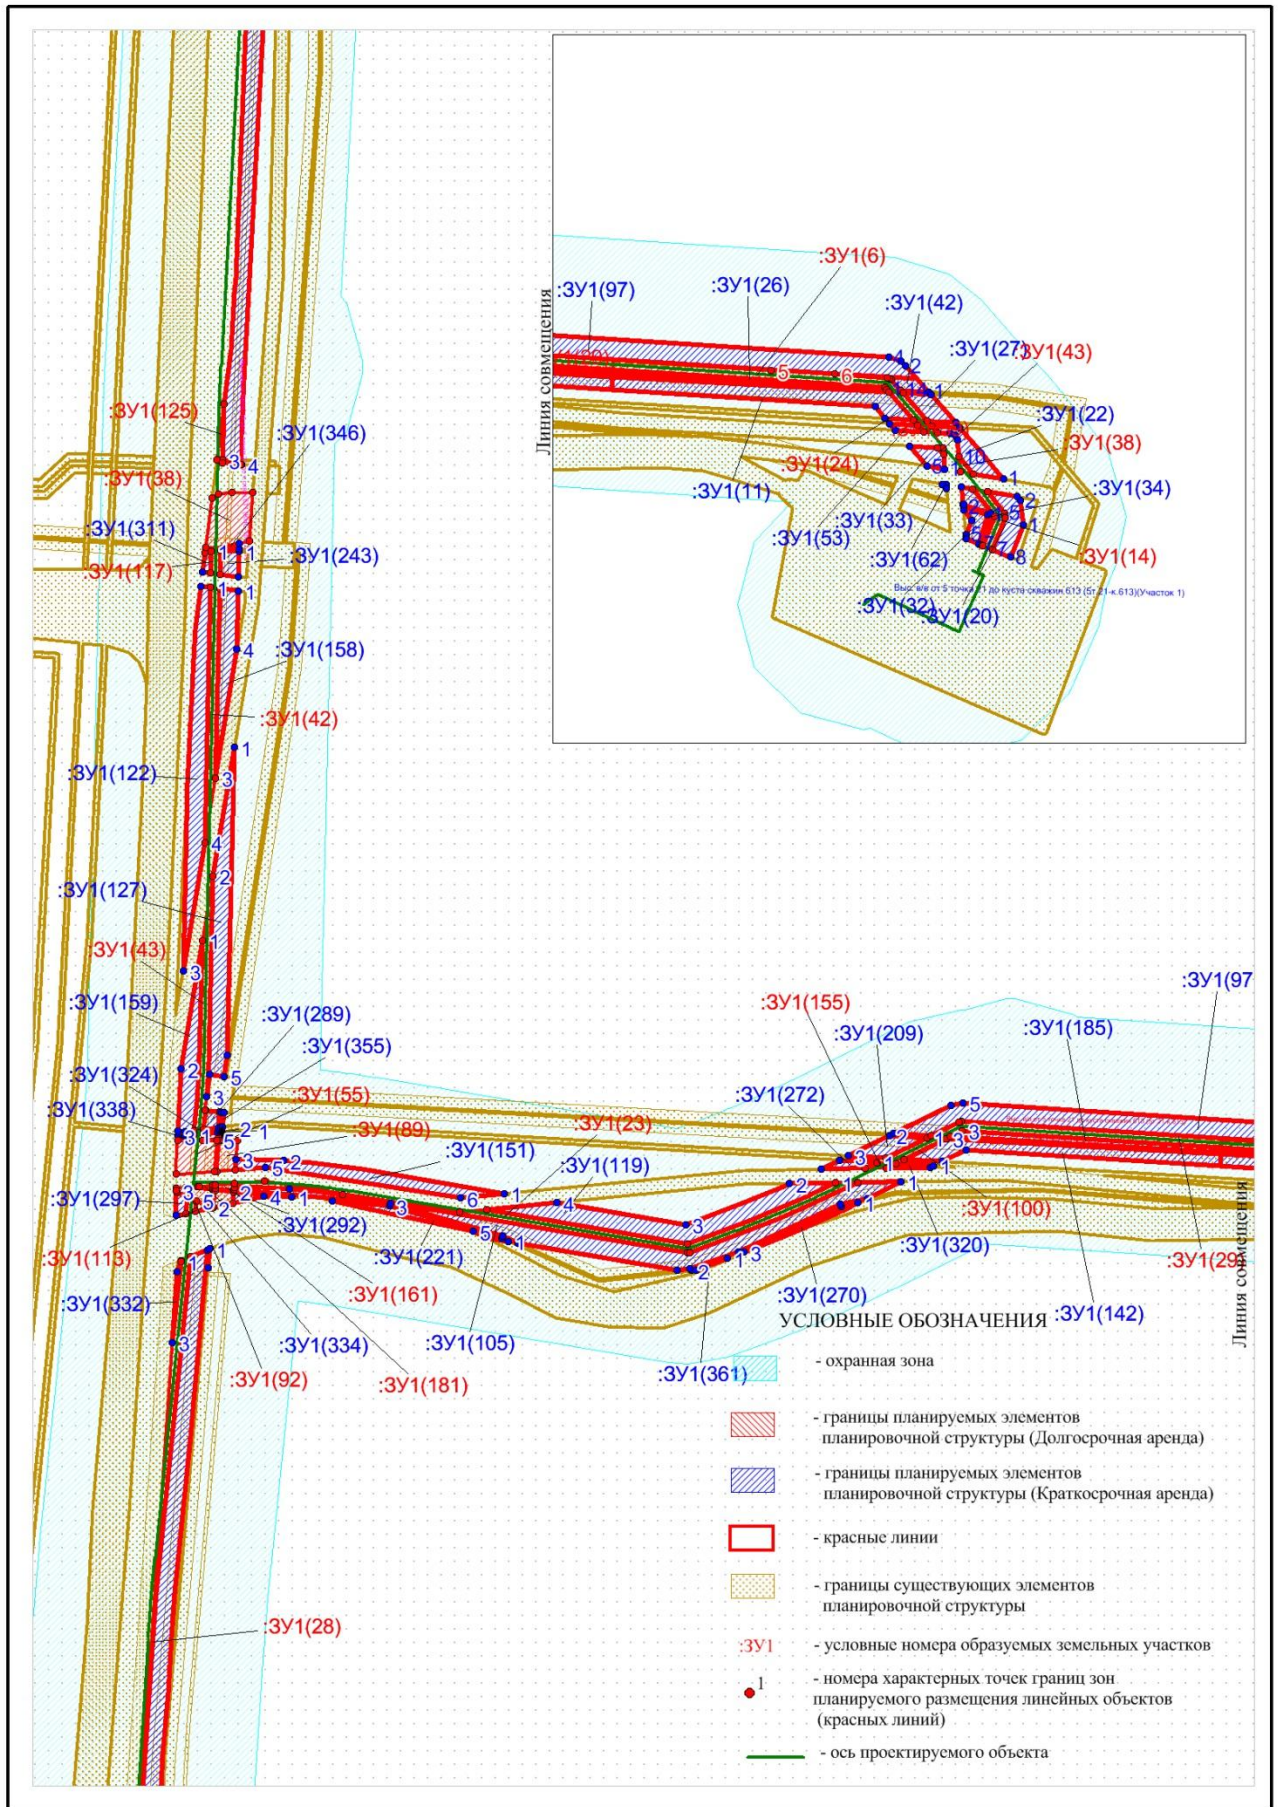 :ЗУ1(6)
:ЗУ1(26)
:ЗУ1(97)
:ЗУ1(42)
:ЗУ1(27)
:ЗУ1(43)
:ЗУ1(22)
:ЗУ1(38)
:ЗУ1(34)
:ЗУ1(14)
:ЗУ1(24)
:ЗУ1(11)
:ЗУ1(33)
:ЗУ1(53)
:ЗУ1(62)
:ЗУ1(32)
:ЗУ1(20)
Линия совмещения
:ЗУ1(125)
:ЗУ1(346)
:ЗУ1(38)
:ЗУ1(311)
:ЗУ1(243)
:ЗУ1(117)
:ЗУ1(158)
:ЗУ1(42)
:ЗУ1(122)
:ЗУ1(127)
:ЗУ1(43)
:ЗУ1(159)
:ЗУ1(289)
:ЗУ1(355)
:ЗУ1(324)
:ЗУ1(338)
:ЗУ1(55)
:ЗУ1(89)
:ЗУ1(23)
:ЗУ1(151)
:ЗУ1(119)
:ЗУ1(155)
:ЗУ1(209)
:ЗУ1(272)
:ЗУ1(185)
:ЗУ1(97
:ЗУ1(297)
:ЗУ1(292)
:ЗУ1(221)
:ЗУ1(113)
:ЗУ1(161)
:ЗУ1(332)
:ЗУ1(334)
:ЗУ1(105)
:ЗУ1(92)
:ЗУ1(181)
:ЗУ1(361)
:ЗУ1(270)
:ЗУ1(100)
:ЗУ1(320)
:ЗУ1(29)
:ЗУ1(142)
Линия совмещения
:ЗУ1(28)
УСЛОВНЫЕ ОБОЗНАЧЕНИЯ
- охранная зона
- границы планируемых элементов
планировочной структуры (Долгосрочная аренда)
- границы планируемых элементов
планировочной структуры (Краткосрочная аренда)
- красные линии
- границы существующих элементов
планировочной структуры
:ЗУ1 - условные номера образуемых земельных участков
1 - номера характерных точек границ зон
планируемого размещения линейных объектов
(красных линий)
- ось проектируемого объекта